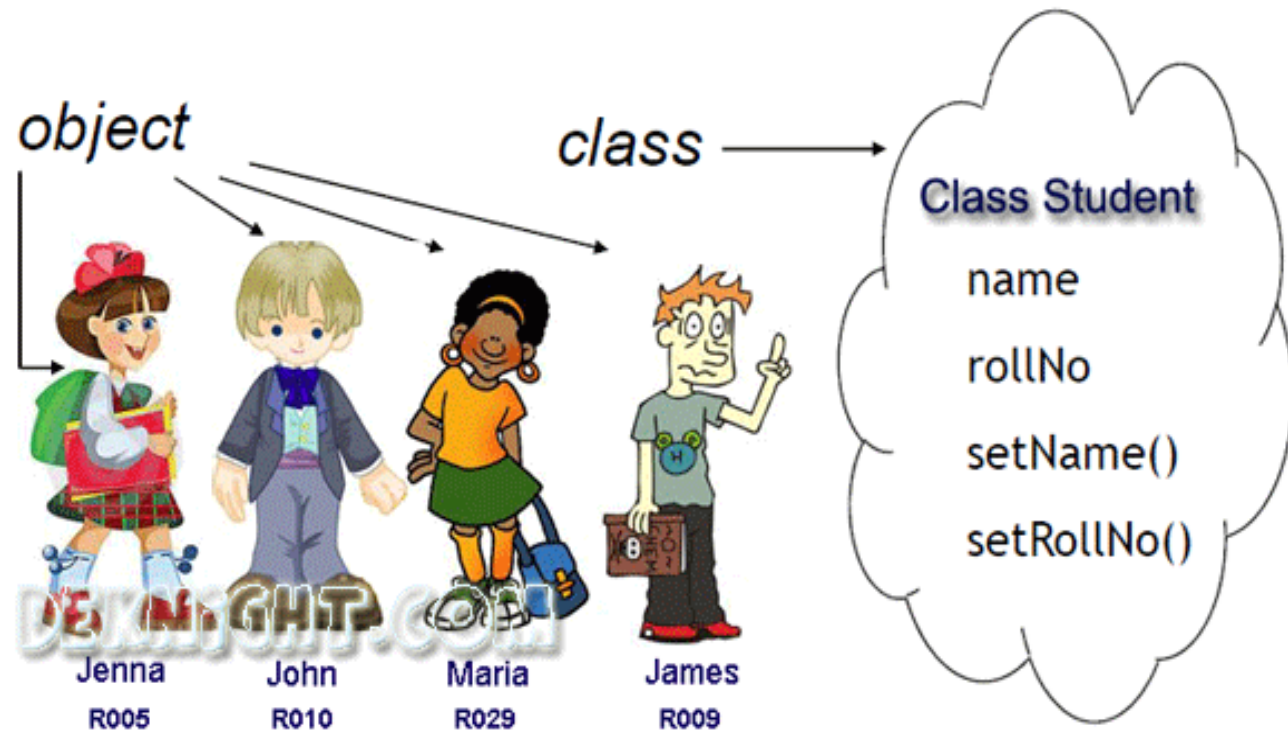 object
class
Class Student
name
rollNo
setName()
setRollNo()
DEKNIGHT.COM
Jenna
John
Maria
James
R005
R010
R029
R009